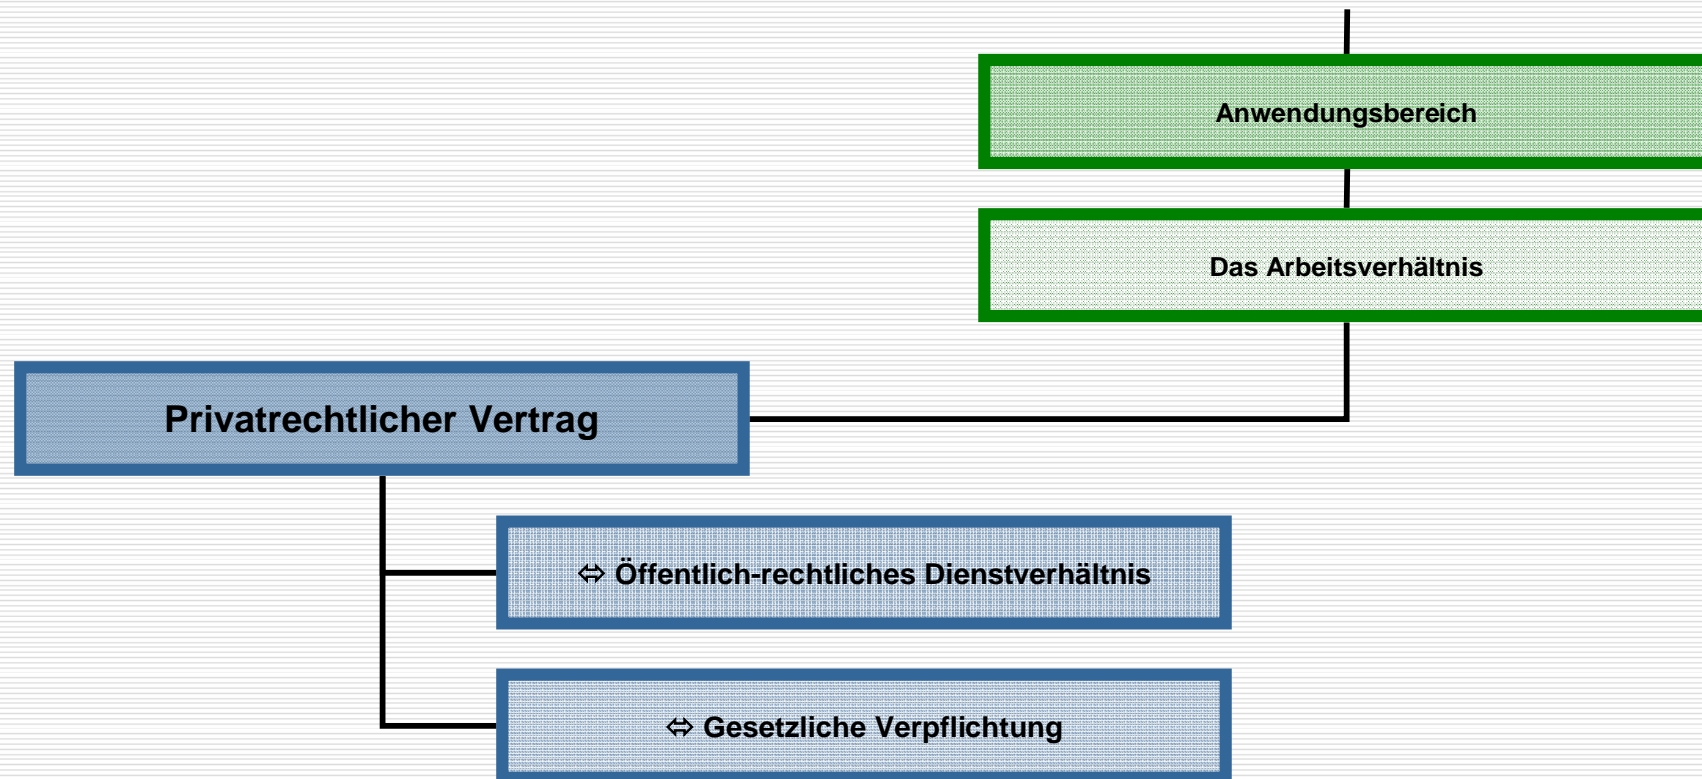 Anwendungsbereich
Das Arbeitsverhältnis
Privatrechtlicher Vertrag
⇔ Öffentlich-rechtliches Dienstverhältnis
⇔ Gesetzliche Verpflichtung